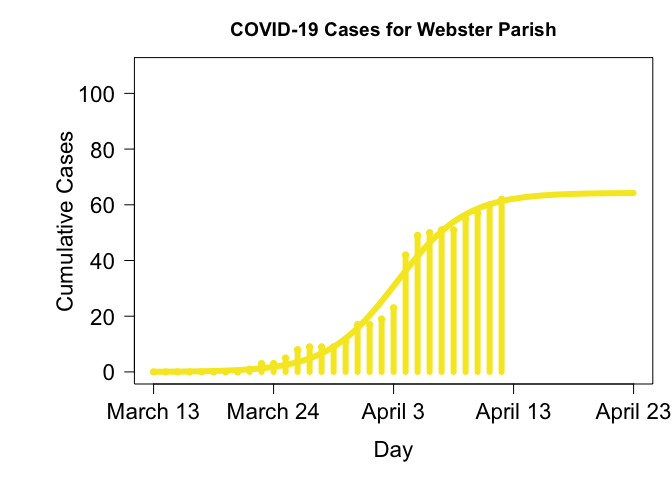 COVID-19 Cases for Webster Parish
Cumulative Cases
100
80
60
40
20
0
March 13 March 24 April 3 April 13 April 23
Day